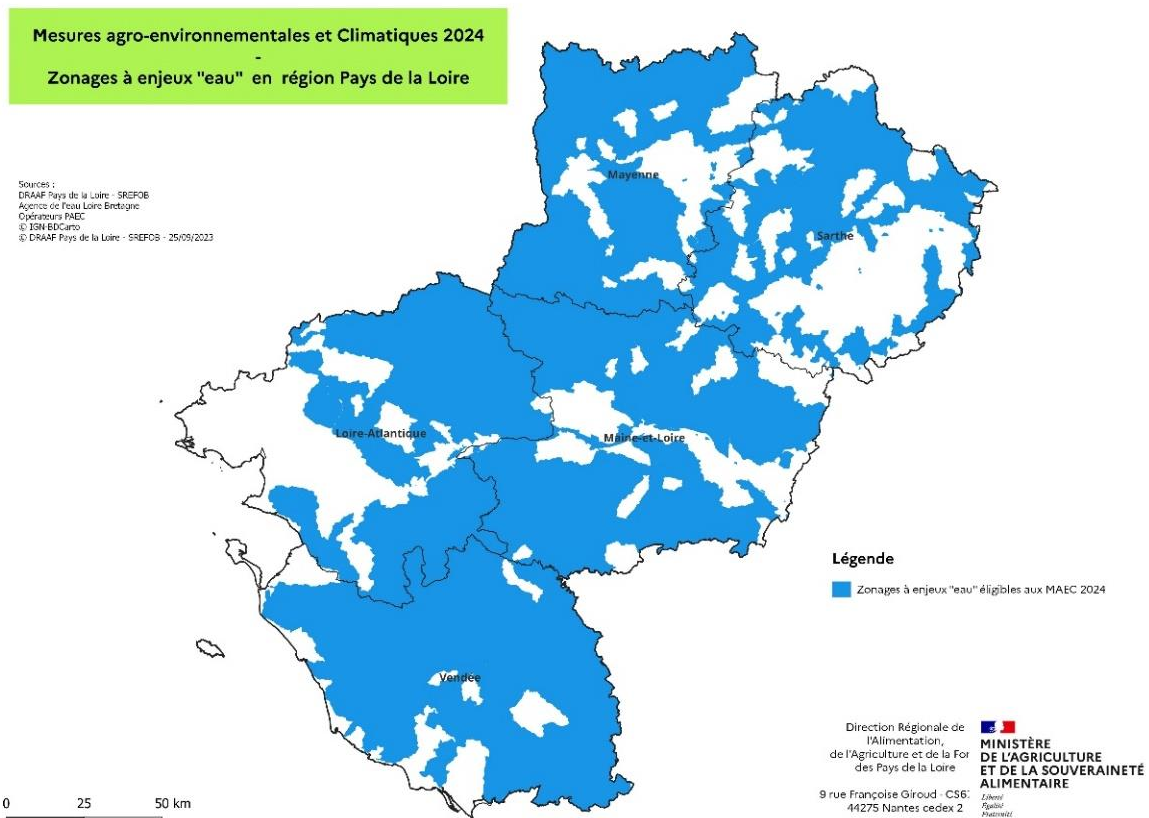 Mesures agro-environnementales et Climatiques 2024
-
Zonages à enjeux "eau" en région Pays de la Loire
Sources :
DRAAF Pays de la Loire - SREFOB
Agence de l'eau Loire Bretagne
Opérateurs PAEC
© IGN-BDCarto
© DRAAF Pays de la Loire - SREFOB - 25/09/2023
Mayenne
Sarthe
Loire-Atlantique
Maine-et-Loire
Vendée
Légende
Zonages à enjeux "eau" éligibles aux MAEC 2024
0 25 50 km
Direction Régionale de
l'Alimentation,
de l'Agriculture et de la For
des Pays de la Loire
9 rue Françoise Giroud - CS6
44275 Nantes cedex 2
MINISTÈRE
DE L'AGRICULTURE
ET DE LA SOUVERAINETÉ
ALIMENTAIRE
Liberté
Égalité
Fraternité